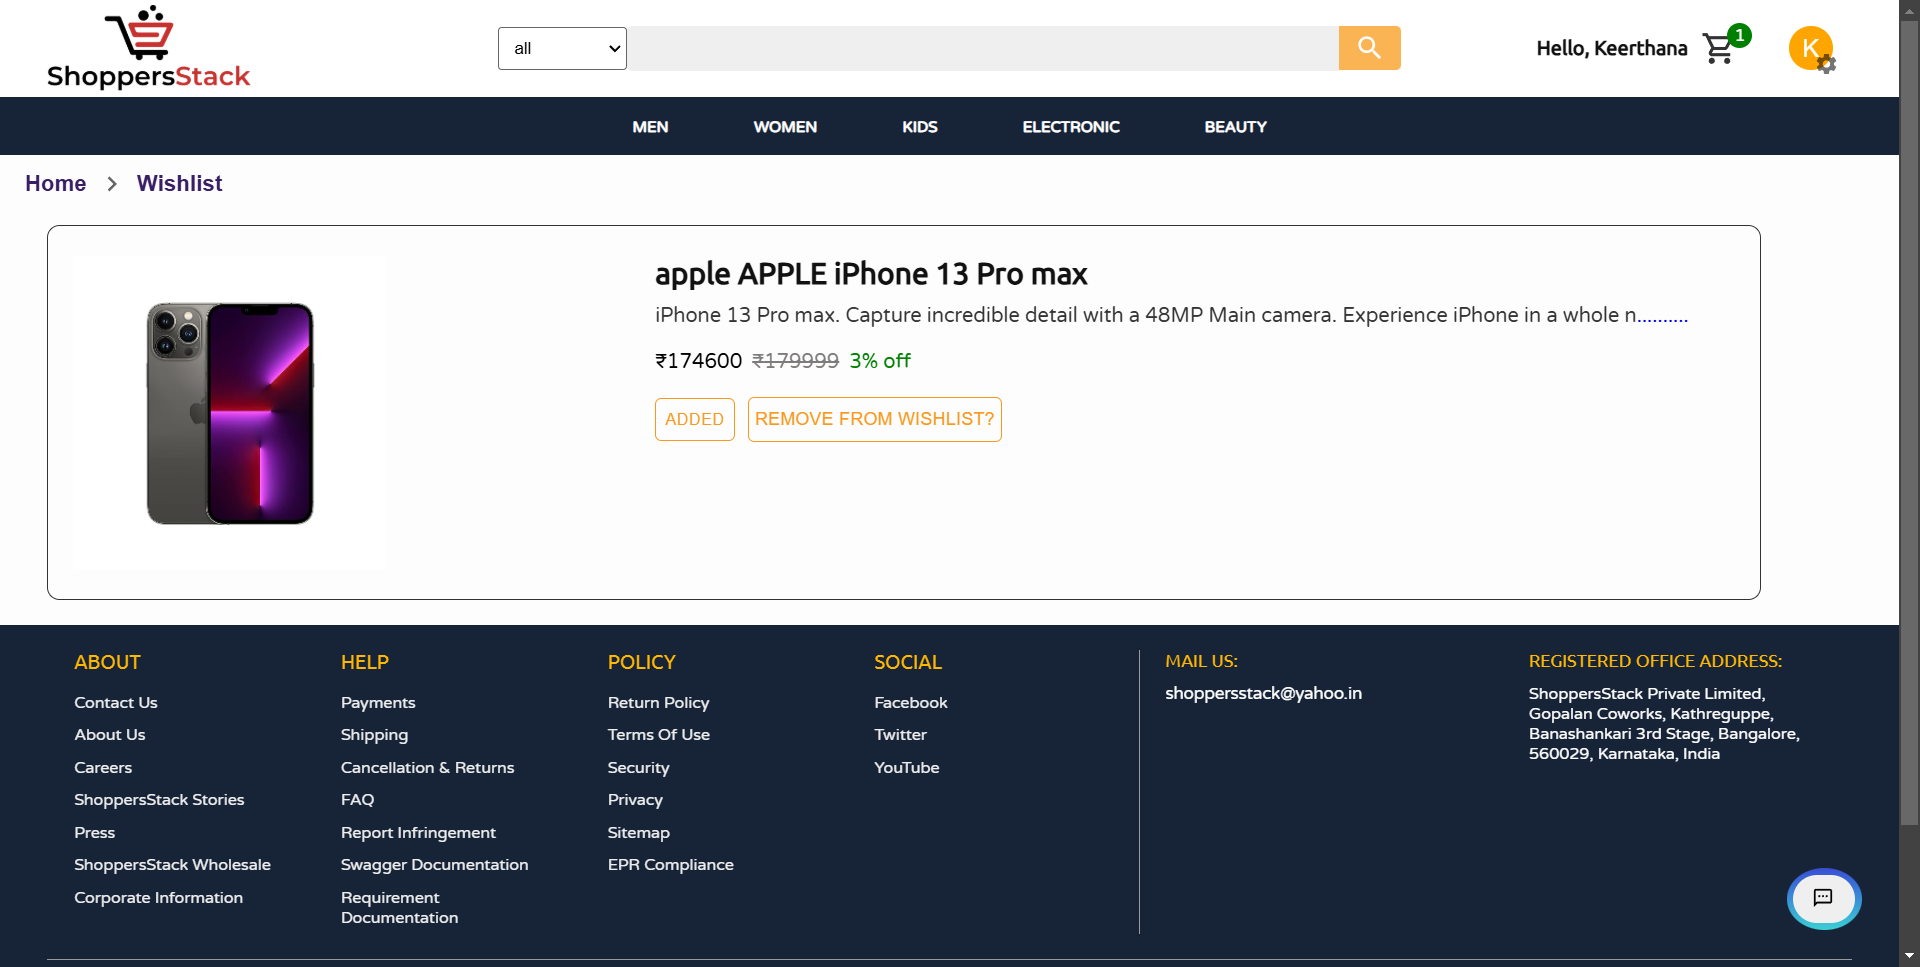 ShoppersStack
all
Hello, Keerthana
1
K
MEN WOMEN KIDS ELECTRONIC BEAUTY
Home > Wishlist
apple APPLE iPhone 13 Pro max
iPhone 13 Pro max. Capture incredible detail with a 48MP Main camera. Experience iPhone in a whole n..........
₹174600 ₹179999 3% off
ADDED REMOVE FROM WISHLIST?
ABOUT
Contact Us
About Us
Careers
ShoppersStack Stories
Press
ShoppersStack Wholesale
Corporate Information
HELP
Payments
Shipping
Cancellation & Returns
FAQ
Report Infringement
Swagger Documentation
Requirement
Documentation
POLICY
Return Policy
Terms Of Use
Security
Privacy
Sitemap
EPR Compliance
SOCIAL
Facebook
Twitter
YouTube
MAIL US:
shoppersstack@yahoo.in
REGISTERED OFFICE ADDRESS:
ShoppersStack Private Limited,
Gopalan Coworks, Kathreguppe,
Banashankari 3rd Stage, Bangalore,
560029, Karnataka, India